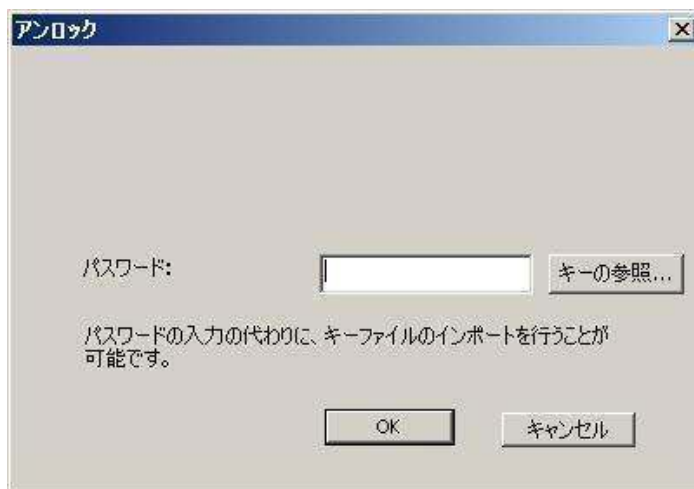 アンロック
パスワード:
キーの参照...
パスワードの入力の代わりに、キーファイルのインポートを行うことが
可能です。
OK
キャンセル